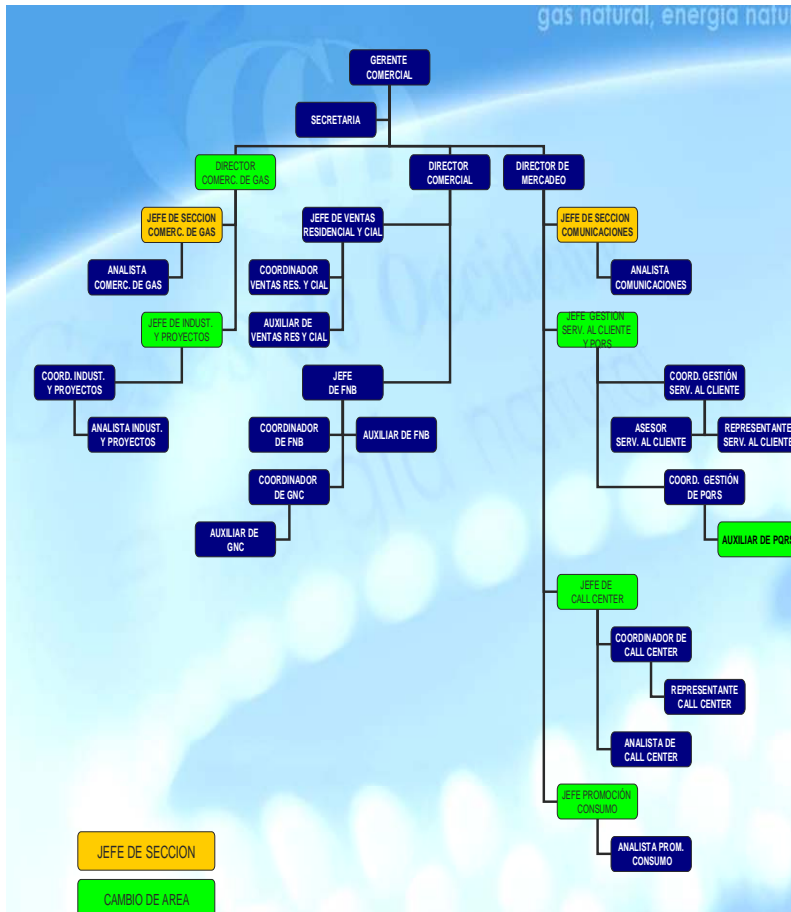 gas natural, energía natu
GERENTE
COMERCIAL
SECRETARIA
DIRECTOR
COMERC. DE GAS
DIRECTOR
COMERCIAL
DIRECTOR DE
MERCADEO
JEFE DE SECCION
COMERC. DE GAS
ANALISTA
COMERC. DE GAS
JEFE DE INDUST.
Y PROYECTOS
COORD. INDUST.
Y PROYECTOS
ANALISTA INDUST.
Y PROYECTOS
JEFE DE VENTAS
RESIDENCIAL Y CIAL
COORDINADOR
VENTAS RES. Y CIAL
AUXILIAR DE
VENTAS RES Y CIAL
JEFE
DE FNB
COORDINADOR
DE FNB
AUXILIAR DE FNB
COORDINADOR
DE GNC
AUXILIAR DE
GNC
JEFE DE SECCION
COMUNICACIONES
ANALISTA
COMUNICACIONES
JEFE GESTIÓN
SERV. AL CLIENTE
Y PQRS
COORD. GESTIÓN
SERV. AL CLIENTE
ASESOR
SERV. AL CLIENTE
REPRESENTANTE
SERV. AL CLIENTE
COORD. GESTIÓN
DE PQRS
AUXILIAR DE PQRS
JEFE DE
CALL CENTER
COORDINADOR DE
CALL CENTER
REPRESENTANTE
CALL CENTER
ANALISTA DE
CALL CENTER
JEFE PROMOCIÓN
CONSUMO
ANALISTA PROM.
CONSUMO
JEFE DE SECCION
CAMBIO DE AREA